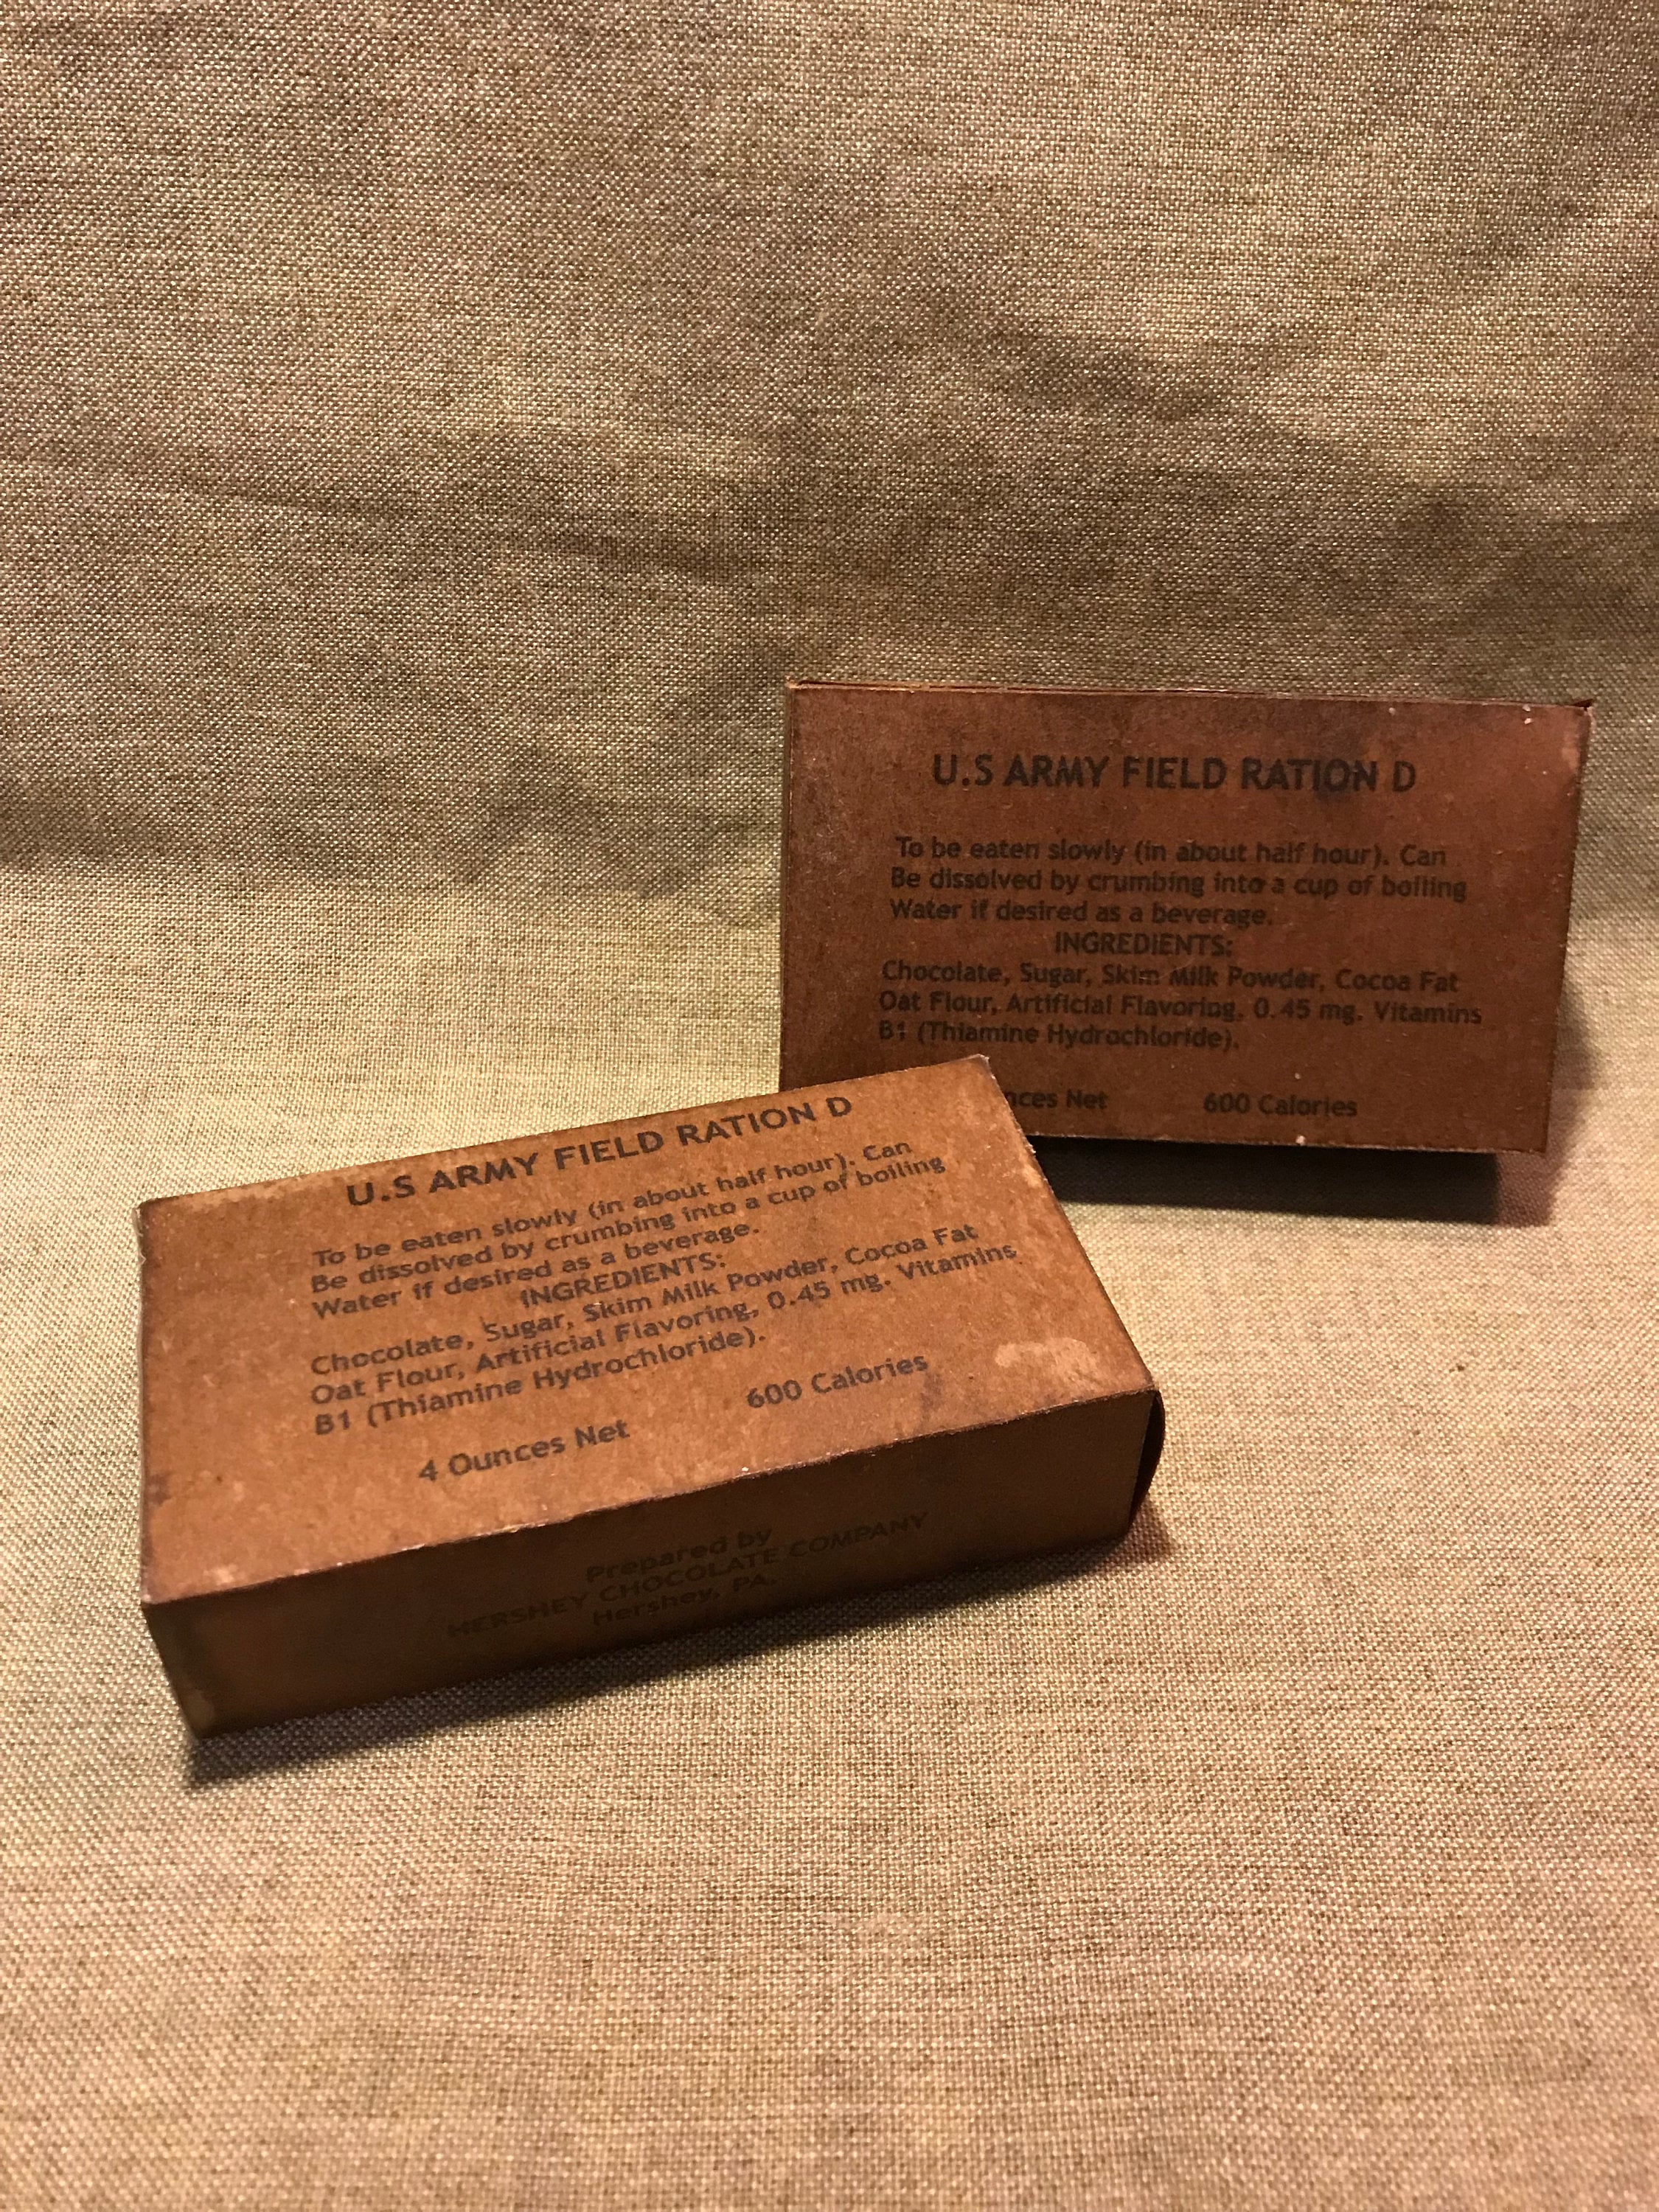 U.S ARMY FIELD RATION D
To be eaten slowly (in about half hour). Can
Be dissolved by crumbing into a cup of boiling
Water if desired as a beverage.
INGREDIENTS:
Chocolate, Sugar, Skim Milk Powder, Cocoa Fat
Oat Flour, Artificial Flavoring, 0.45 mg. Vitamins
B1 (Thiamine Hydrochloride).
nces Net 600 Calories
U.S ARMY FIELD RATION D
To be eaten slowly (in about half hour). Can
Be dissolved by crumbing into a cup of boiling
Water if desired as a beverage.
INGREDIENTS:
Chocolate, Sugar, Skim Milk Powder, Cocoa Fat
Oat Flour, Artificial Flavoring, 0.45 mg. Vitamins
B1 (Thiamine Hydrochloride).
4 Ounces Net 600 Calories
Prepared by
HERSHEY CHOCOLATE COMPANY
Hershey, PA.